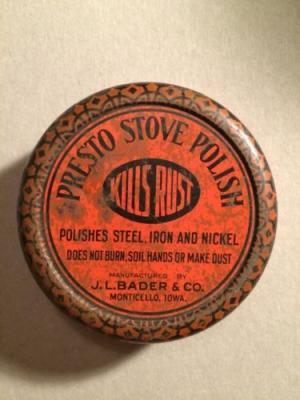 PRESTO STOVE POLISH
KILLS RUST
POLISHES STEEL, IRON AND NICKEL
DOES NOT BURN, SOIL HANDS OR MAKE DUST
MANUFACTURED BY
J. L. BADER & CO.
MONTICELLO, IOWA.